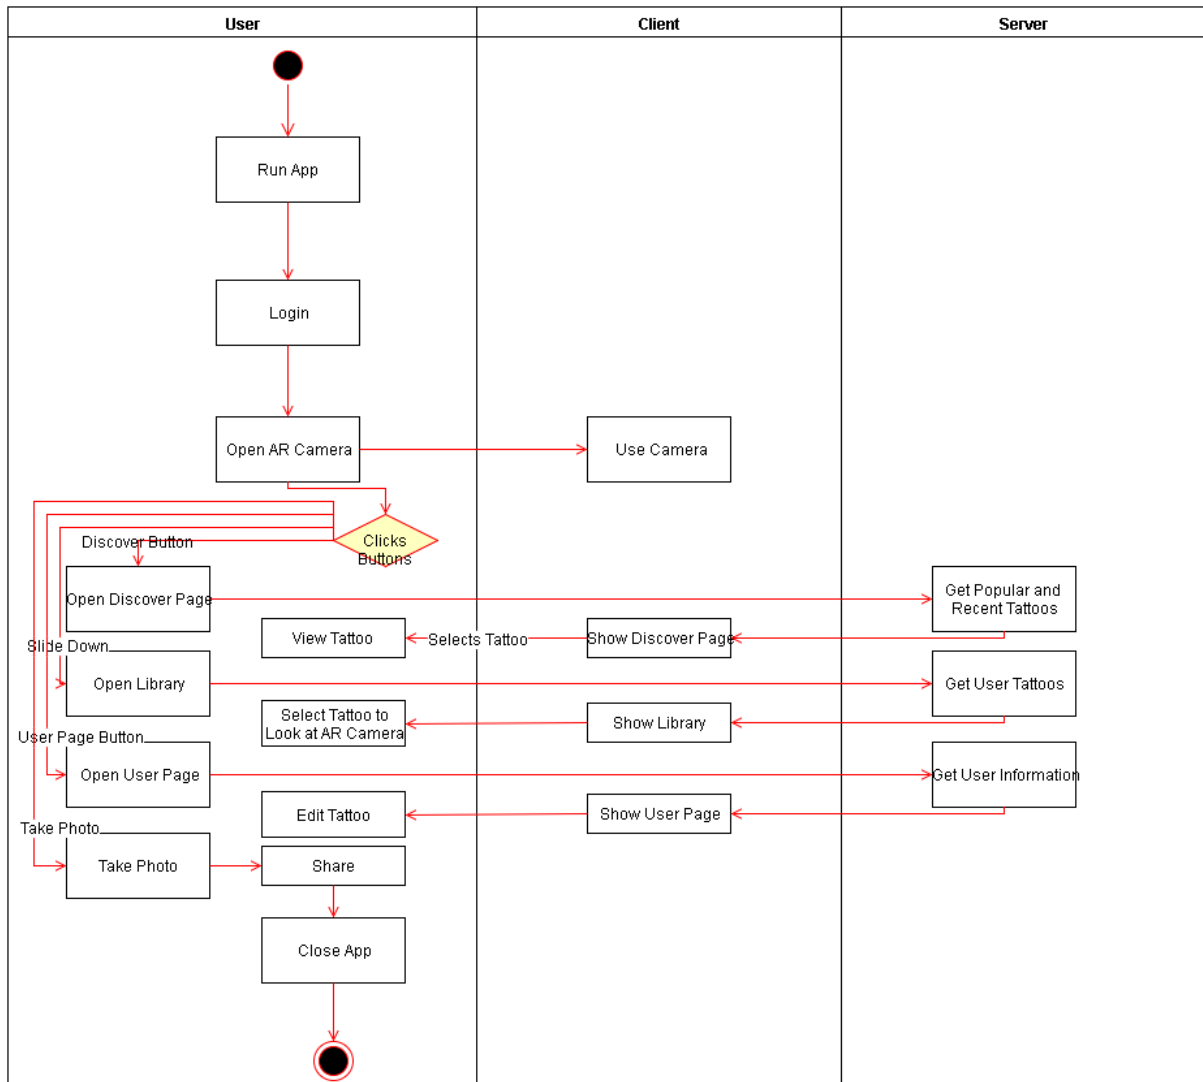 User
Client
Server
Run App
Login
Open AR Camera
Use Camera
Clicks
Buttons
Discover Button
Open Discover Page
Get Popular and
Recent Tattoos
View Tattoo
Selects Tattoo
Show Discover Page
Slide Down
Open Library
Get User Tattoos
Select Tattoo to
Look at AR Camera
Show Library
User Page Button
Open User Page
Get User Information
Edit Tattoo
Show User Page
Take Photo
Take Photo
Share
Close App